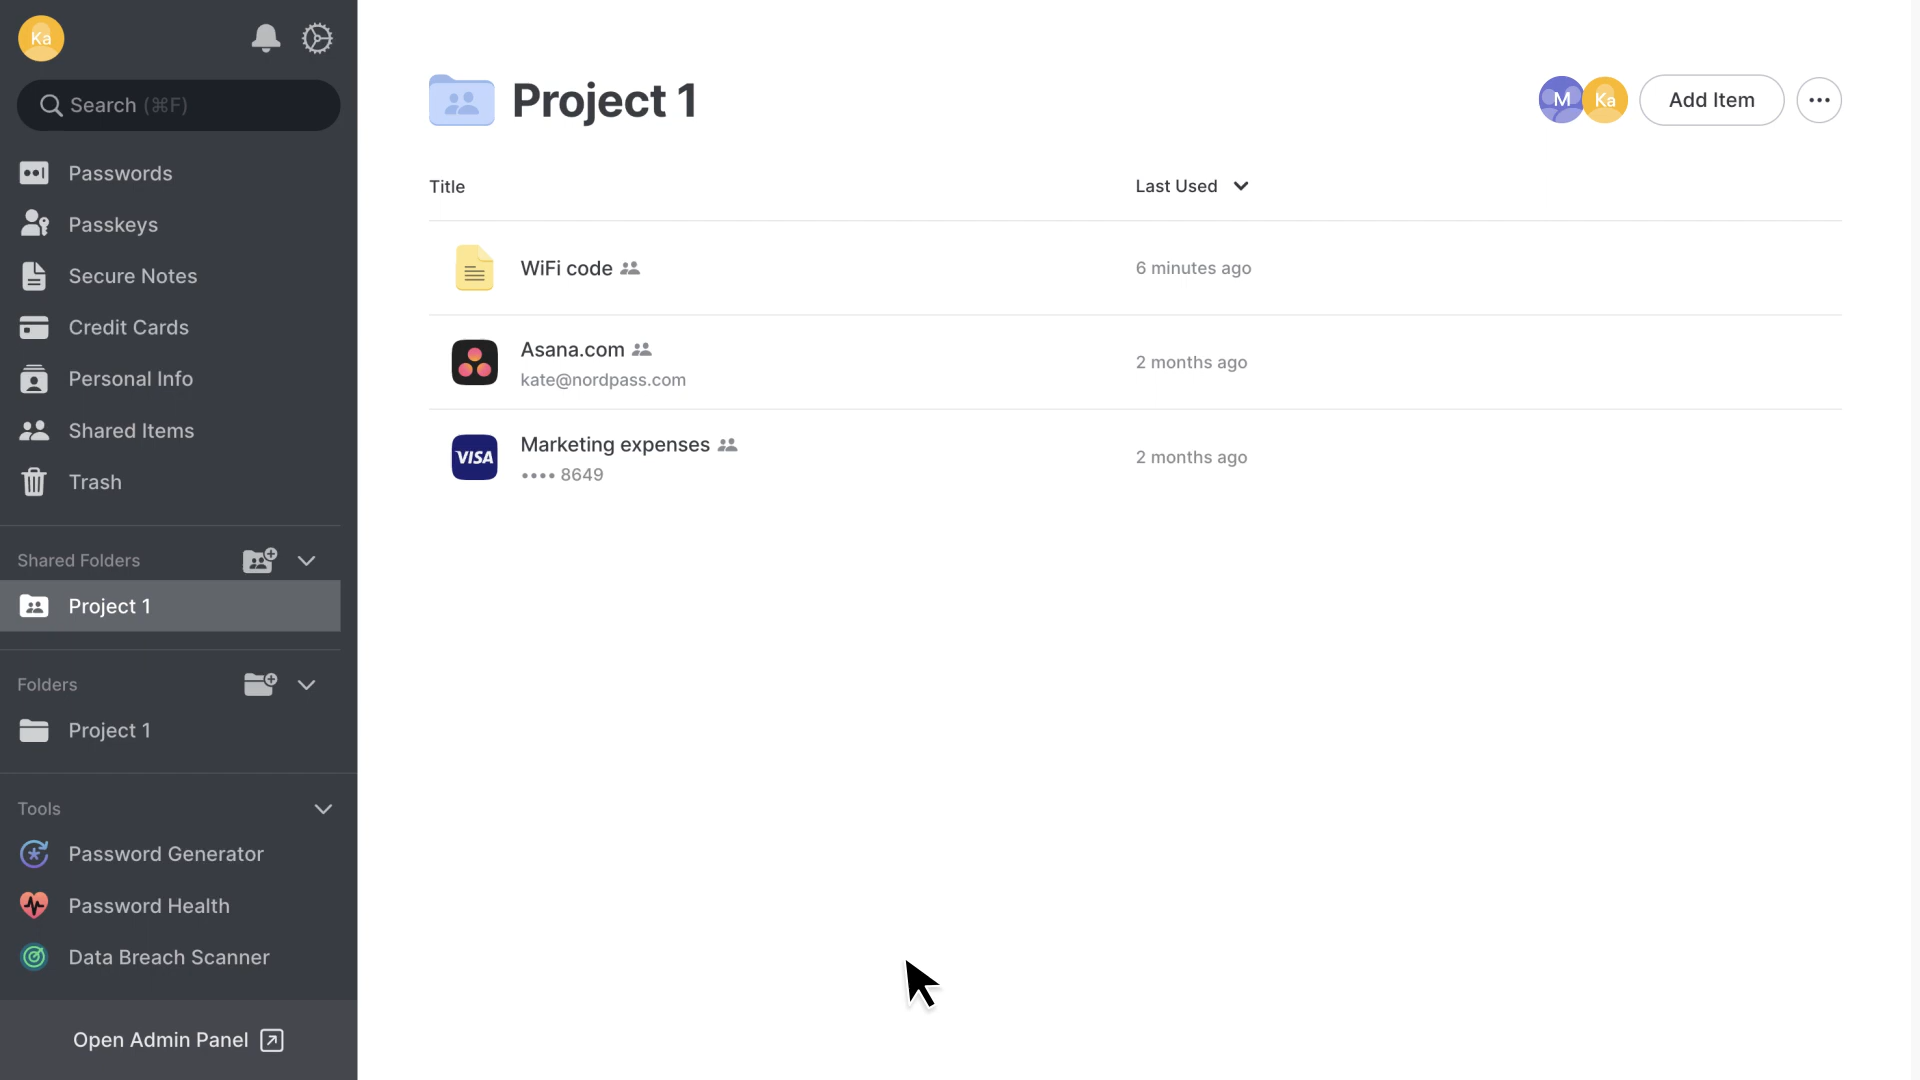 Ka
Search (⌘F)
Passwords
Passkeys
Secure Notes
Credit Cards
Personal Info
Shared Items
Trash
Shared Folders
Project 1
Folders
Project 1
Tools
Password Generator
Password Health
Data Breach Scanner
Open Admin Panel
Project 1
M
Ka
Add Item
Title
Last Used
WiFi code
6 minutes ago
Asana.com
kate@nordpass.com
2 months ago
VISA
Marketing expenses
•••• 8649
2 months ago